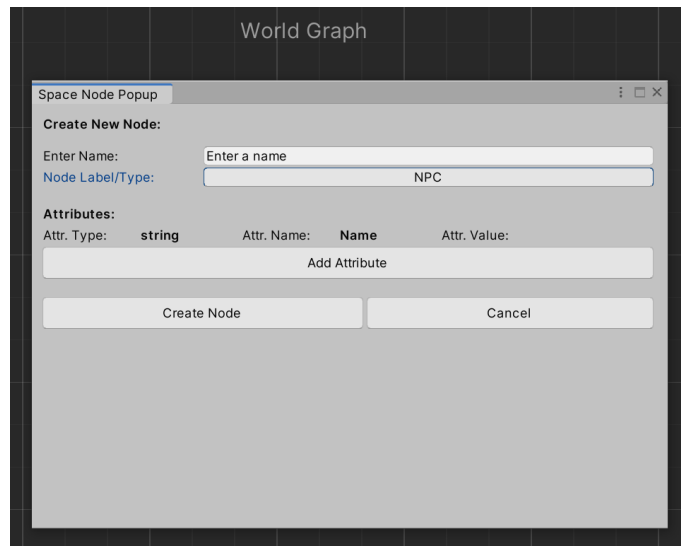 World Graph
Space Node Popup
Create New Node:
Enter Name: Enter a name
Node Label/Type: NPC
Attributes:
Attr. Type: string Attr. Name: Name Attr. Value:
Add Attribute
Create Node Cancel